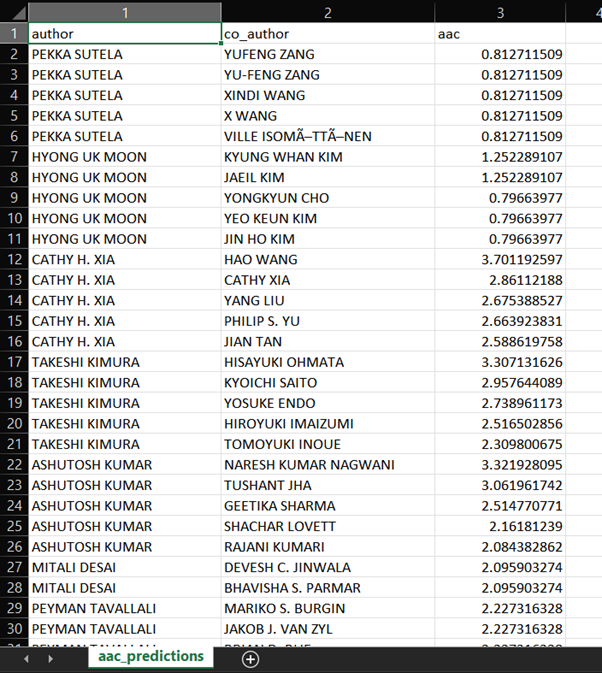 1 2 3 4
1 author co_author aac
2 PEKKA SUTELA YUFENG ZANG 0.812711509
3 PEKKA SUTELA YU-FENG ZANG 0.812711509
4 PEKKA SUTELA XINDI WANG 0.812711509
5 PEKKA SUTELA X WANG 0.812711509
6 PEKKA SUTELA VILLE ISOMÃ–TTÃ–NEN 0.812711509
7 HYONG UK MOON KYUNG WHAN KIM 1.252289107
8 HYONG UK MOON JAEIL KIM 1.252289107
9 HYONG UK MOON YONGKYUN CHO 0.79663977
10 HYONG UK MOON YEO KEUN KIM 0.79663977
11 HYONG UK MOON JIN HO KIM 0.79663977
12 CATHY H. XIA HAO WANG 3.701192597
13 CATHY H. XIA CATHY XIA 2.86112188
14 CATHY H. XIA YANG LIU 2.675388527
15 CATHY H. XIA PHILIP S. YU 2.663923831
16 CATHY H. XIA JIAN TAN 2.588619758
17 TAKESHI KIMURA HISAYUKI OHMATA 3.307131626
18 TAKESHI KIMURA KYOICHI SAITO 2.957644089
19 TAKESHI KIMURA YOSUKE ENDO 2.738961173
20 TAKESHI KIMURA HIROYUKI IMAIZUMI 2.516502856
21 TAKESHI KIMURA TOMOYUKI INOUE 2.309800675
22 ASHUTOSH KUMAR NARESH KUMAR NAGWANI 3.321928095
23 ASHUTOSH KUMAR TUSHANT JHA 3.061961742
24 ASHUTOSH KUMAR GEETIKA SHARMA 2.514770771
25 ASHUTOSH KUMAR SHACHAR LOVETT 2.16181239
26 ASHUTOSH KUMAR RAJANI KUMARI 2.084382862
27 MITALI DESAI DEVESH C. JINWALA 2.095903274
28 MITALI DESAI BHAVISHA S. PARMAR 2.095903274
29 PEYMAN TAVALLALI MARIKO S. BURGIN 2.227316328
30 PEYMAN TAVALLALI JAKOB J. VAN ZYL 2.227316328
aac_predictions